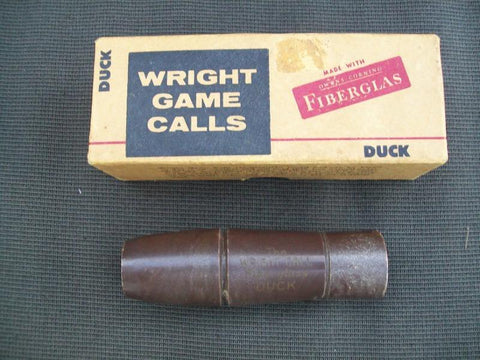 DUCK
WRIGHT
GAME
CALLS
MADE WITH
OWENS-CORNING
FIBERGLAS
DUCK
DUCK